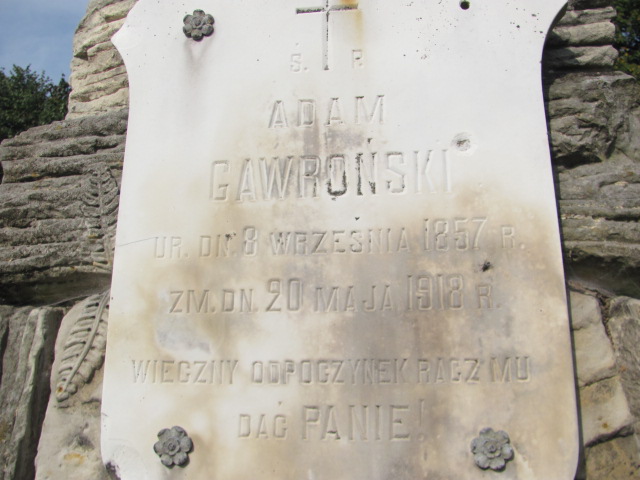 Ś. P.
ADAM
GAWROŃSKI
UR. DN. 8 WRZEŚNIA 1857 R.
ZM. DN. 20 MAJA 1918 R.
WIECZNY ODPOCZYNEK RACZ MU
DAĆ PANIE!